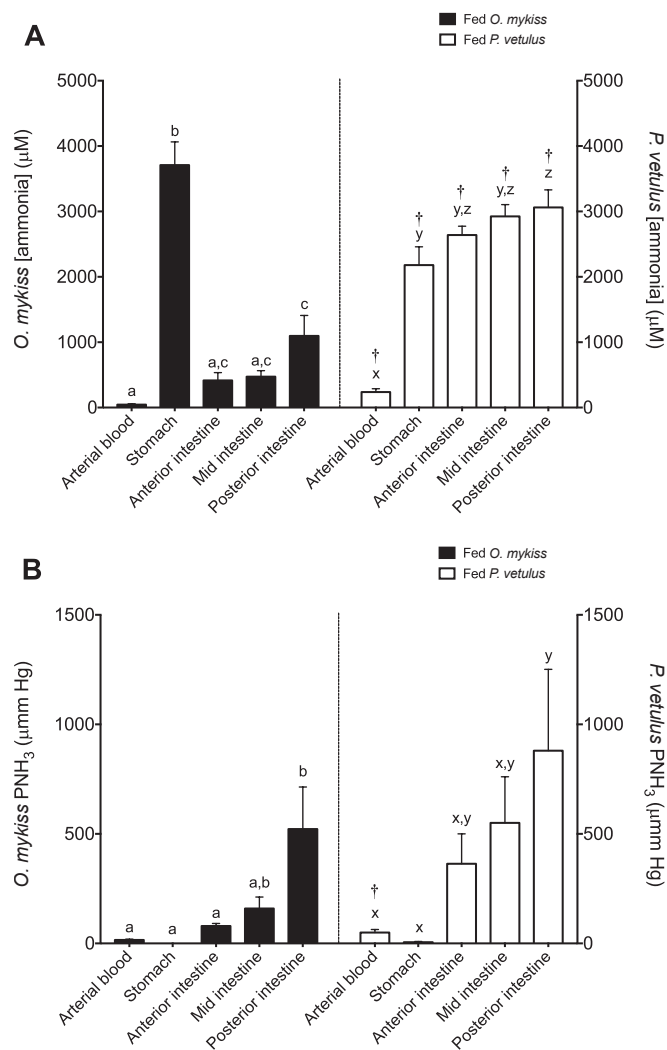 A
Fed O. mykiss
Fed P. vetulus
O. mykiss [ammonia] (μM)
5000
4000
3000
2000
1000
0
a
b
a,c
a,c
c
†
x
†
y
†
y,z
†
y,z
†
z
5000
4000
3000
2000
1000
0
P. vetulus [ammonia] (μM)
Arterial blood
Stomach
Anterior intestine
Mid intestine
Posterior intestine
Arterial blood
Stomach
Anterior intestine
Mid intestine
Posterior intestine
B
Fed O. mykiss
Fed P. vetulus
O. mykiss PNH₃ (μmm Hg)
1500
1000
500
0
a
a
a
a,b
b
†
x
x
x,y
x,y
y
1500
1000
500
0
P. vetulus PNH₃ (μmm Hg)
Arterial blood
Stomach
Anterior intestine
Mid intestine
Posterior intestine
Arterial blood
Stomach
Anterior intestine
Mid intestine
Posterior intestine